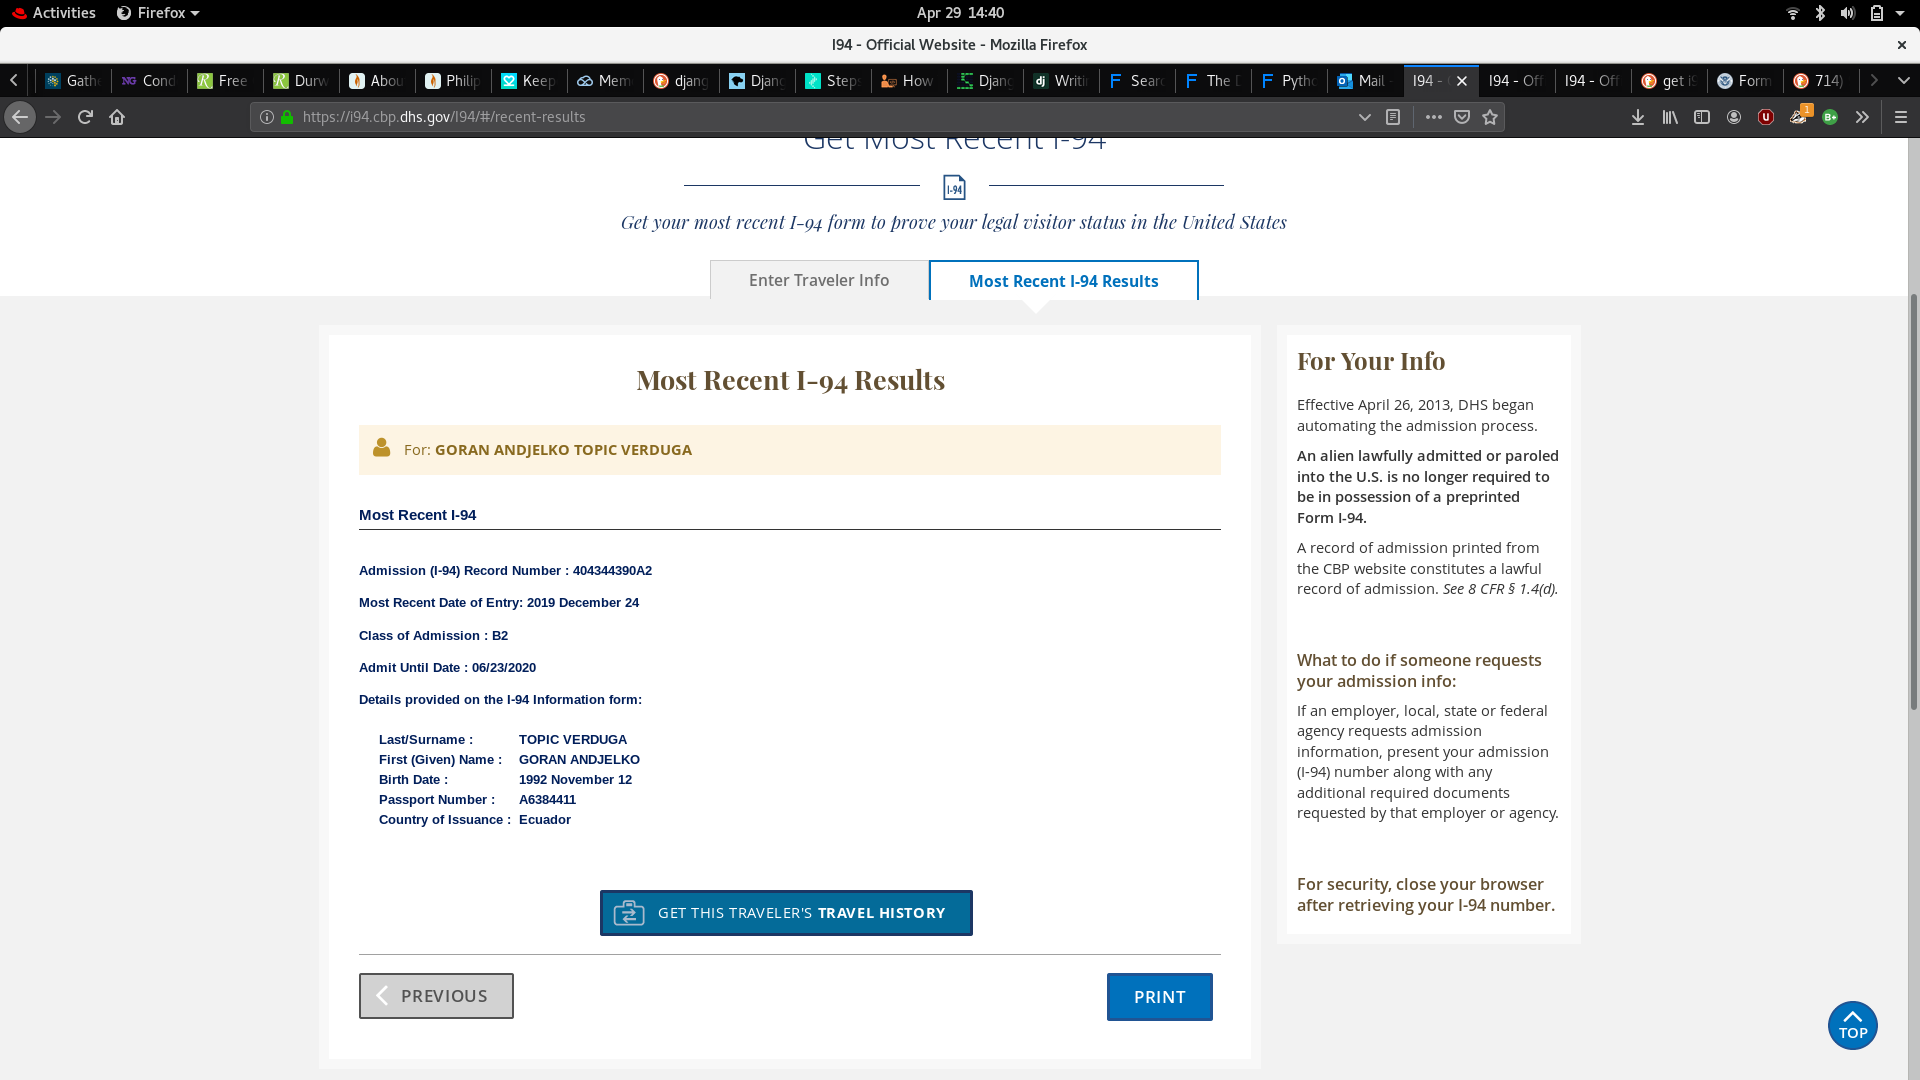 Activities Firefox Apr 29 14:40
I94 - Official Website - Mozilla Firefox
Gath Cond Free Durw Abou Philip Keep Mem djang Djang Steps How Djang Writi Searc The D Pytho Mail - I94 - I94 - Off I94 - Off get i9 Form 714)
https://i94.cbp.dhs.gov/I94/#/recent-results
Get Most Recent I-94
I-94
Get your most recent I-94 form to prove your legal visitor status in the United States
Enter Traveler Info Most Recent I-94 Results
Most Recent I-94 Results
For: GORAN ANDJELKO TOPIC VERDUGA
Most Recent I-94
Admission (I-94) Record Number : 404344390A2
Most Recent Date of Entry: 2019 December 24
Class of Admission : B2
Admit Until Date : 06/23/2020
Details provided on the I-94 Information form:
Last/Surname : TOPIC VERDUGA
First (Given) Name : GORAN ANDJELKO
Birth Date : 1992 November 12
Passport Number : A6384411
Country of Issuance : Ecuador
GET THIS TRAVELER'S TRAVEL HISTORY
PREVIOUS
PRINT
For Your Info
Effective April 26, 2013, DHS began
automating the admission process.
An alien lawfully admitted or paroled
into the U.S. is no longer required to
be in possession of a preprinted
Form I-94.
A record of admission printed from
the CBP website constitutes a lawful
record of admission. See 8 CFR § 1.4(d).
What to do if someone requests
your admission info:
If an employer, local, state or federal
agency requests admission
information, present your admission
(I-94) number along with any
additional required documents
requested by that employer or agency.
For security, close your browser
after retrieving your I-94 number.
TOP